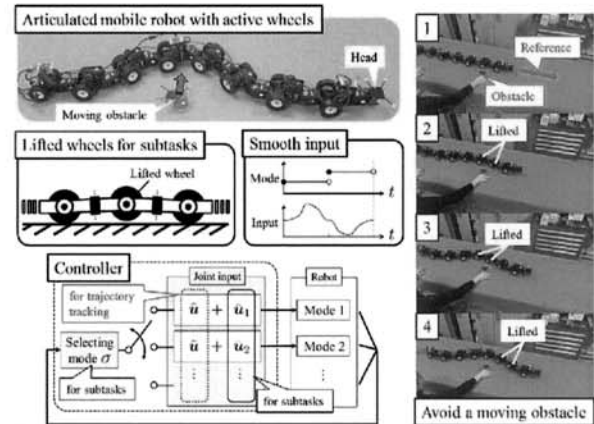 Articulated mobile robot with active wheels
Head
Moving obstacle
Lifted wheels for subtasks
Lifted wheel
Smooth input
Mode
t
Input
t
Controller
Joint input
Robot
for trajectory
tracking
û + û₁
Mode 1
Selecting
mode σ
û + û₂
Mode 2
for subtasks
for subtasks
1
Reference
Obstacle
2
Lifted
3
Lifted
4
Lifted
Avoid a moving obstacle